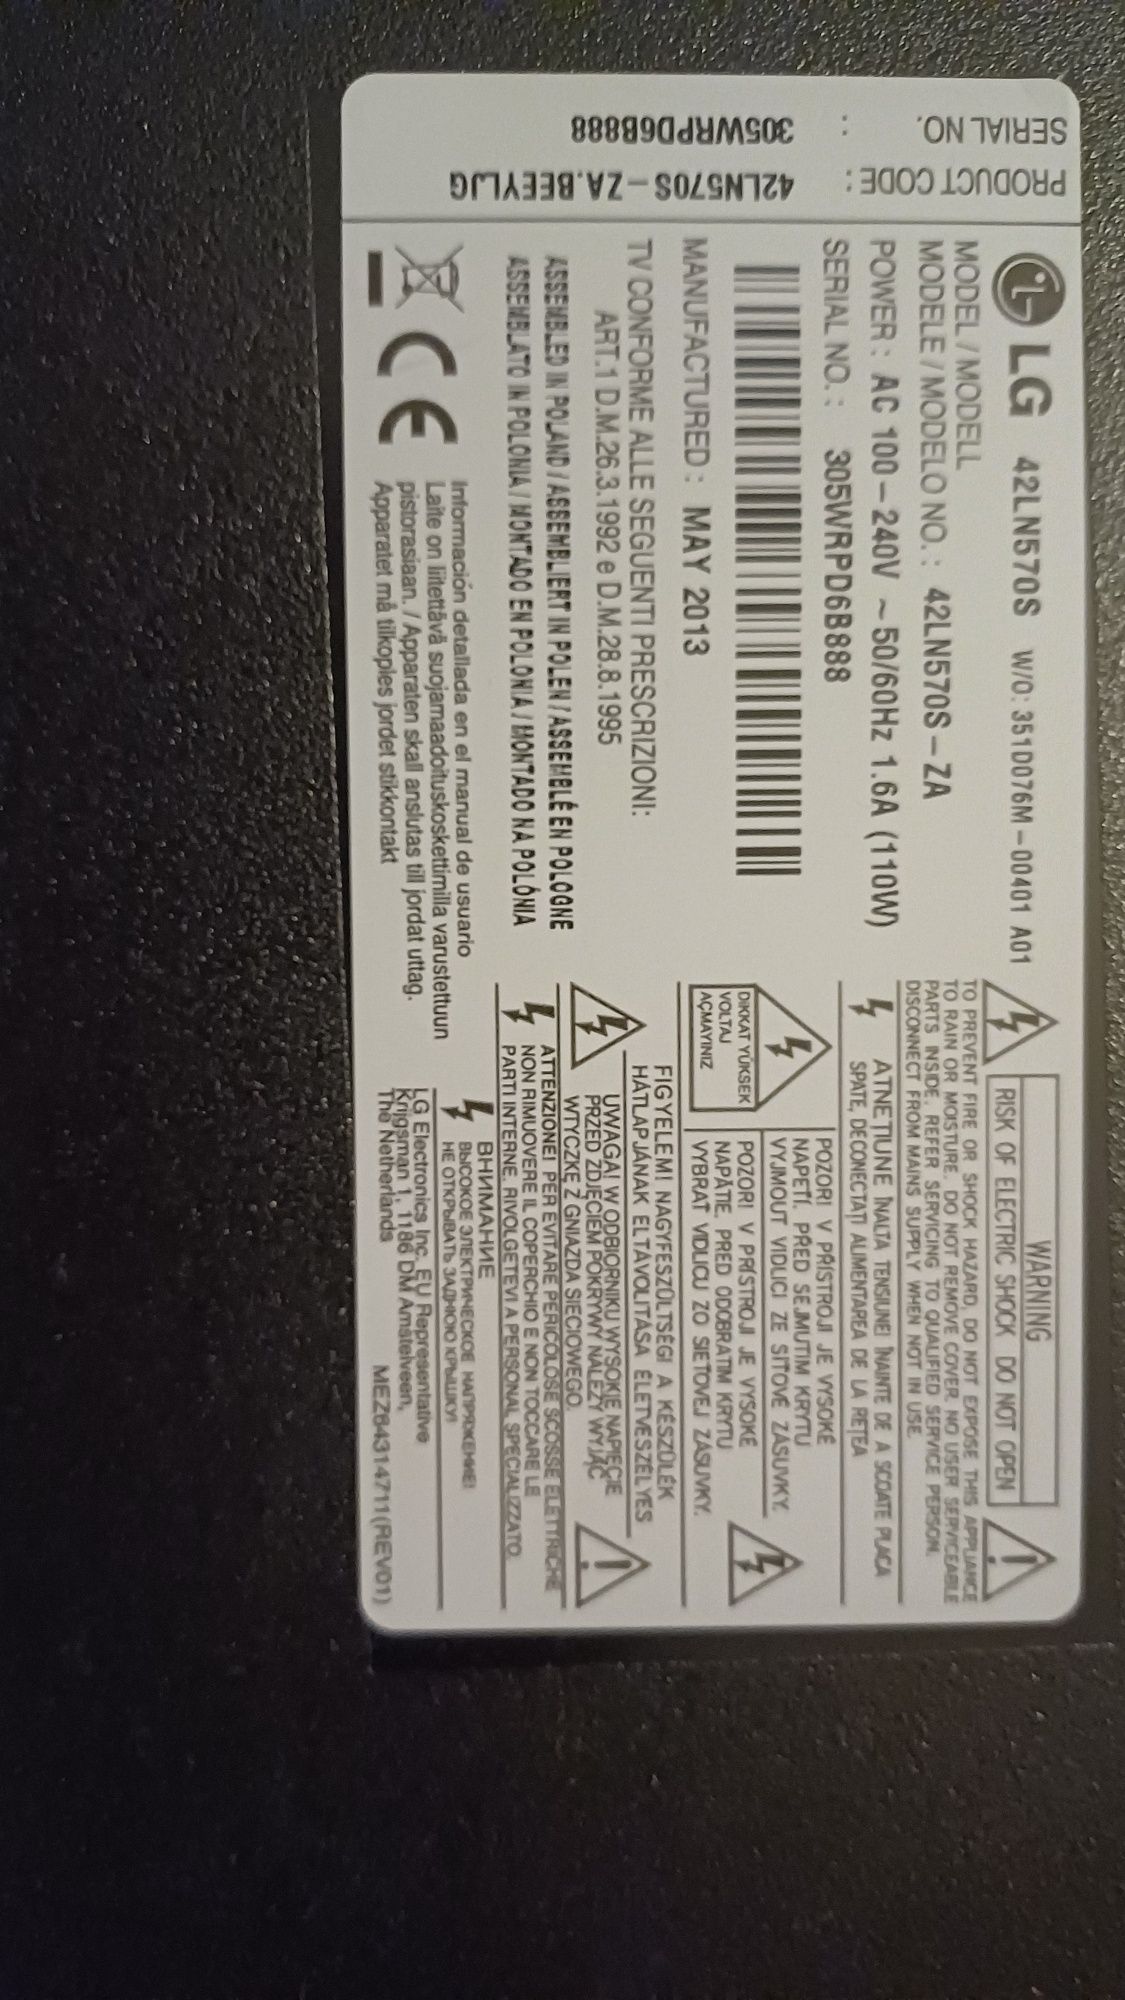 SERIAL NO. : 305WRPD6B888
PRODUCT CODE : 42LN570S-ZA.BEEYLJG
LG 42LN570S W/O: 351D076M-00401 A01
MODEL / MODELL
MODELE / MODELO NO. : 42LN570S-ZA
POWER : AC 100-240V ~ 50/60Hz 1.6A (110W)
SERIAL NO. : 305WRPD6B888
MANUFACTURED : MAY 2013
TV CONFORME ALLE SEGUENTI PRESCRIZIONI:
ART.1 D.M.26.3.1992 e D.M.28.8.1995
ASSEMBLED IN POLAND / ASSEMBLIERT IN POLEN / ASSEMBLÉ EN POLOGNE
ASSEMBLATO IN POLONIA / MONTADO EN POLONIA / MONTADO NA POLÓNIA
CE
Información detallada en el manual de usuario
Laite on liitettävä suojamaadoituskoskettimilla varustettuun
pistorasiaan. / Apparaten skall anslutas till jordat uttag.
Apparatet må tilkoples jordet stikkontakt
WARNING
RISK OF ELECTRIC SHOCK DO NOT OPEN
TO PREVENT FIRE OR SHOCK HAZARD, DO NOT EXPOSE THIS APPLIANCE
TO RAIN OR MOISTURE. DO NOT REMOVE COVER. NO USER SERVICEABLE
PARTS INSIDE. REFER SERVICING TO QUALIFIED SERVICE PERSON.
DISCONNECT FROM MAINS SUPPLY WHEN NOT IN USE.
ATNEȚIUNE ÎNALTA TENSIUNE! ÎNAINTE DE A SCOATE PLACA
SPATE, DECONECTAȚI ALIMENTAREA DE LA REȚEA
DIKKAT YÜKSEK
VOLTAJ
AÇMAYINIZ
POZOR! V PŘÍSTROJI JE VYSOKÉ
NAPĚTÍ. PŘED SEJMUTIM KRYTU
VYJMOUT VIDLICI ZE SÍŤOVÉ ZÁSUVKY.
POZOR! V PRÍSTROJI JE VYSOKÉ
NAPÄTIE. PRED ODOBRATIM KRYTU
VYBRAŤ VIDLICU ZO SIEŤOVEJ ZÁSUVKY.
FIGYELEM! NAGYFESZÜLTSÉG! A KÉSZÜLÉK
HÁTLAPJÁNAK ELTÁVOLITÁSA ÉLETVESZÉLYES
UWAGA! W ODBIORNIKU WYSOKIE NAPIĘCIE
PRZED ZDJĘCIEM POKRYWY NALEŻY WYJĄĆ
WTYCZKĘ Z GNIAZDA SIECIOWEGO.
ATTENZIONE! PER EVITARE PERICOLOSE SCOSSE ELETTRICHE
NON RIMUOVERE IL COPERCHIO E NON TOCCARE LE
PARTI INTERNE. RIVOLGETEVI A PERSONAL SPECIALIZZATO.
ВНИМАНИЕ
ВЫСОКОЕ ЭЛЕКТРИЧЕСКОЕ НАПРЯЖЕНИЕ!
НЕ ОТКРЫВАТЬ ЗАДНЮЮ КРЫШКУ!
LG Electronics Inc. EU Representative
Krijgsman 1, 1186 DM Amstelveen,
The Netherlands
MEZ64314711(REV01)